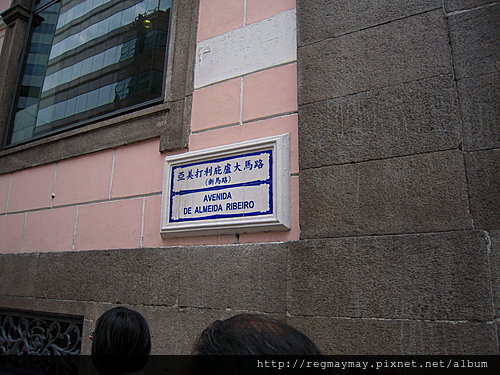 亞美打利庇盧大馬路
(新馬路)
AVENIDA
DE ALMEIDA RIBEIRO
http://regmaymay.pixnet.net/album